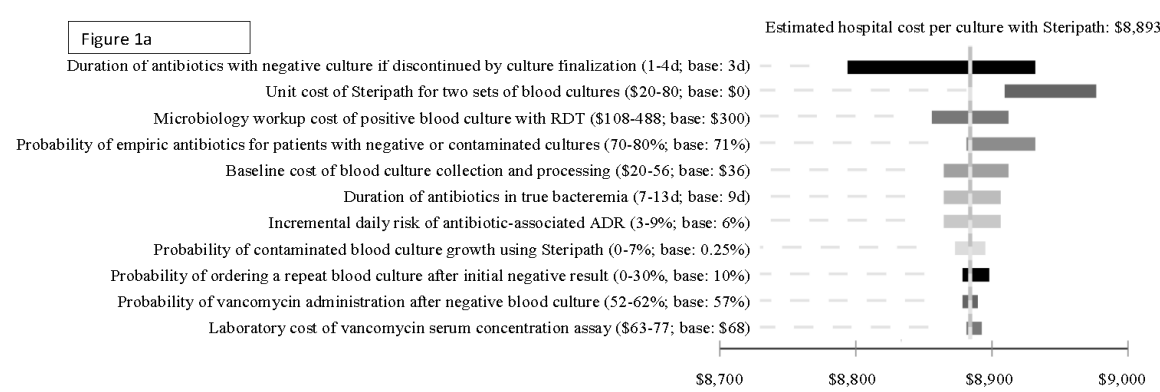 Estimated hospital cost per culture with Steripath: $8,893
Figure 1a
Duration of antibiotics with negative culture if discontinued by culture finalization (1-4d; base: 3d)
Unit cost of Steripath for two sets of blood cultures ($20-80; base: $0)
Microbiology workup cost of positive blood culture with RDT ($108-488; base: $300)
Probability of empiric antibiotics for patients with negative or contaminated cultures (70-80%; base: 71%)
Baseline cost of blood culture collection and processing ($20-56; base: $36)
Duration of antibiotics in true bacteremia (7-13d; base: 9d)
Incremental daily risk of antibiotic-associated ADR (3-9%; base: 6%)
Probability of contaminated blood culture growth using Steripath (0-7%; base: 0.25%)
Probability of ordering a repeat blood culture after initial negative result (0-30%, base: 10%)
Probability of vancomycin administration after negative blood culture (52-62%; base: 57%)
Laboratory cost of vancomycin serum concentration assay ($63-77; base: $68)
$8,700 $8,800 $8,900 $9,000